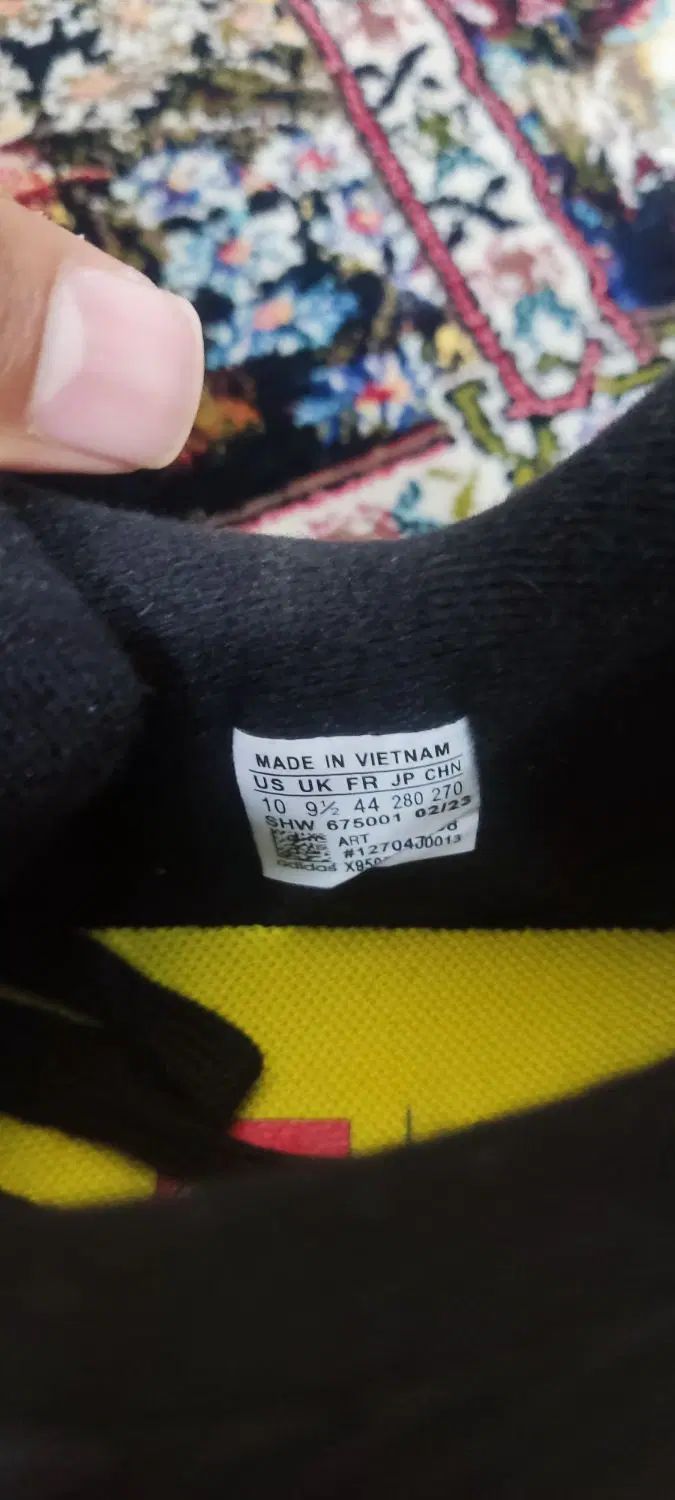 MADE IN VIETNAM
US UK FR JP CHN
10 9½ 44 280 270
SHW 675001 02/23
ART
#12704J0013
adidas